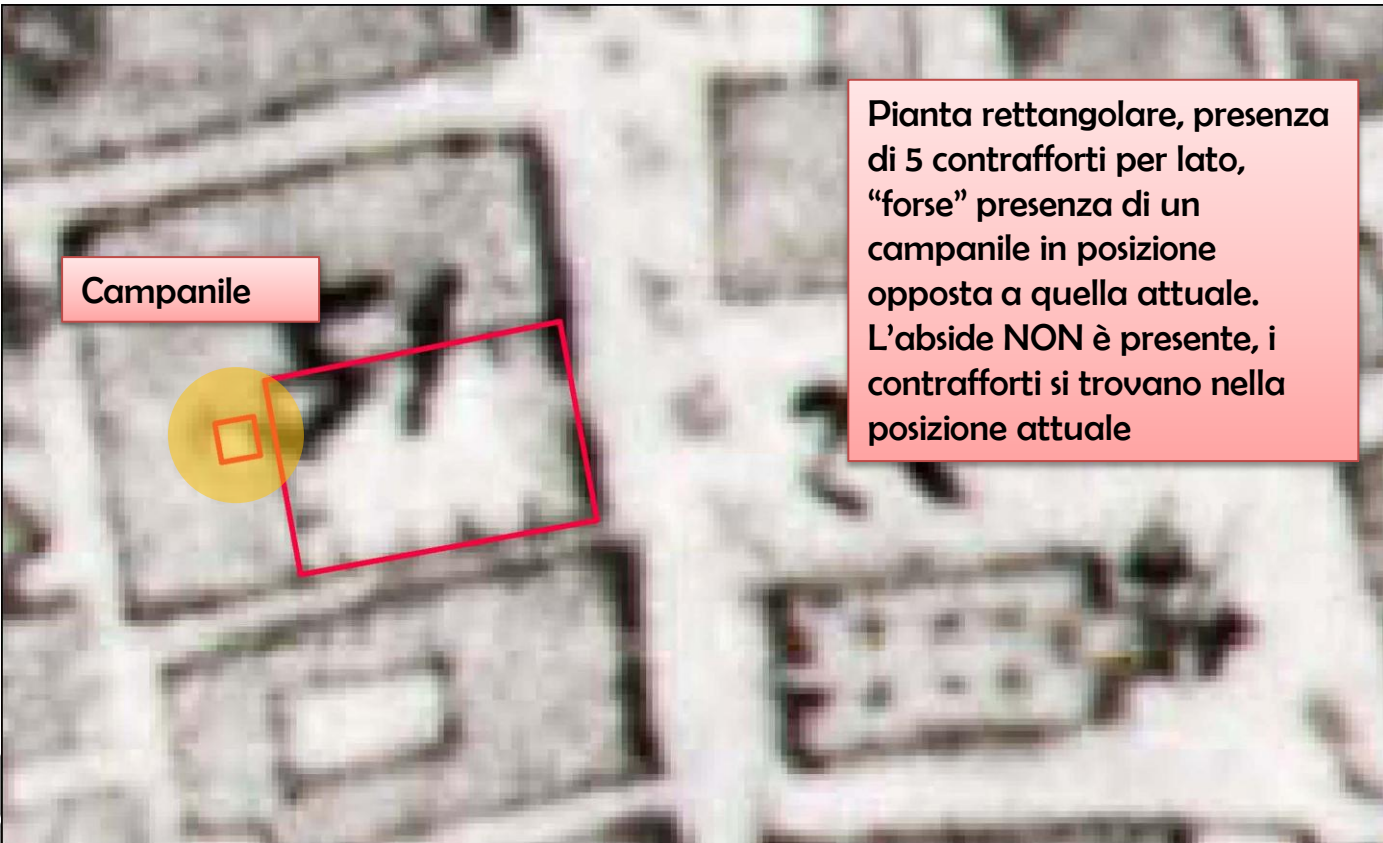 Campanile
Pianta rettangolare, presenza
di 5 contrafforti per lato,
“forse” presenza di un
campanile in posizione
opposta a quella attuale.
L’abside NON è presente, i
contrafforti si trovano nella
posizione attuale